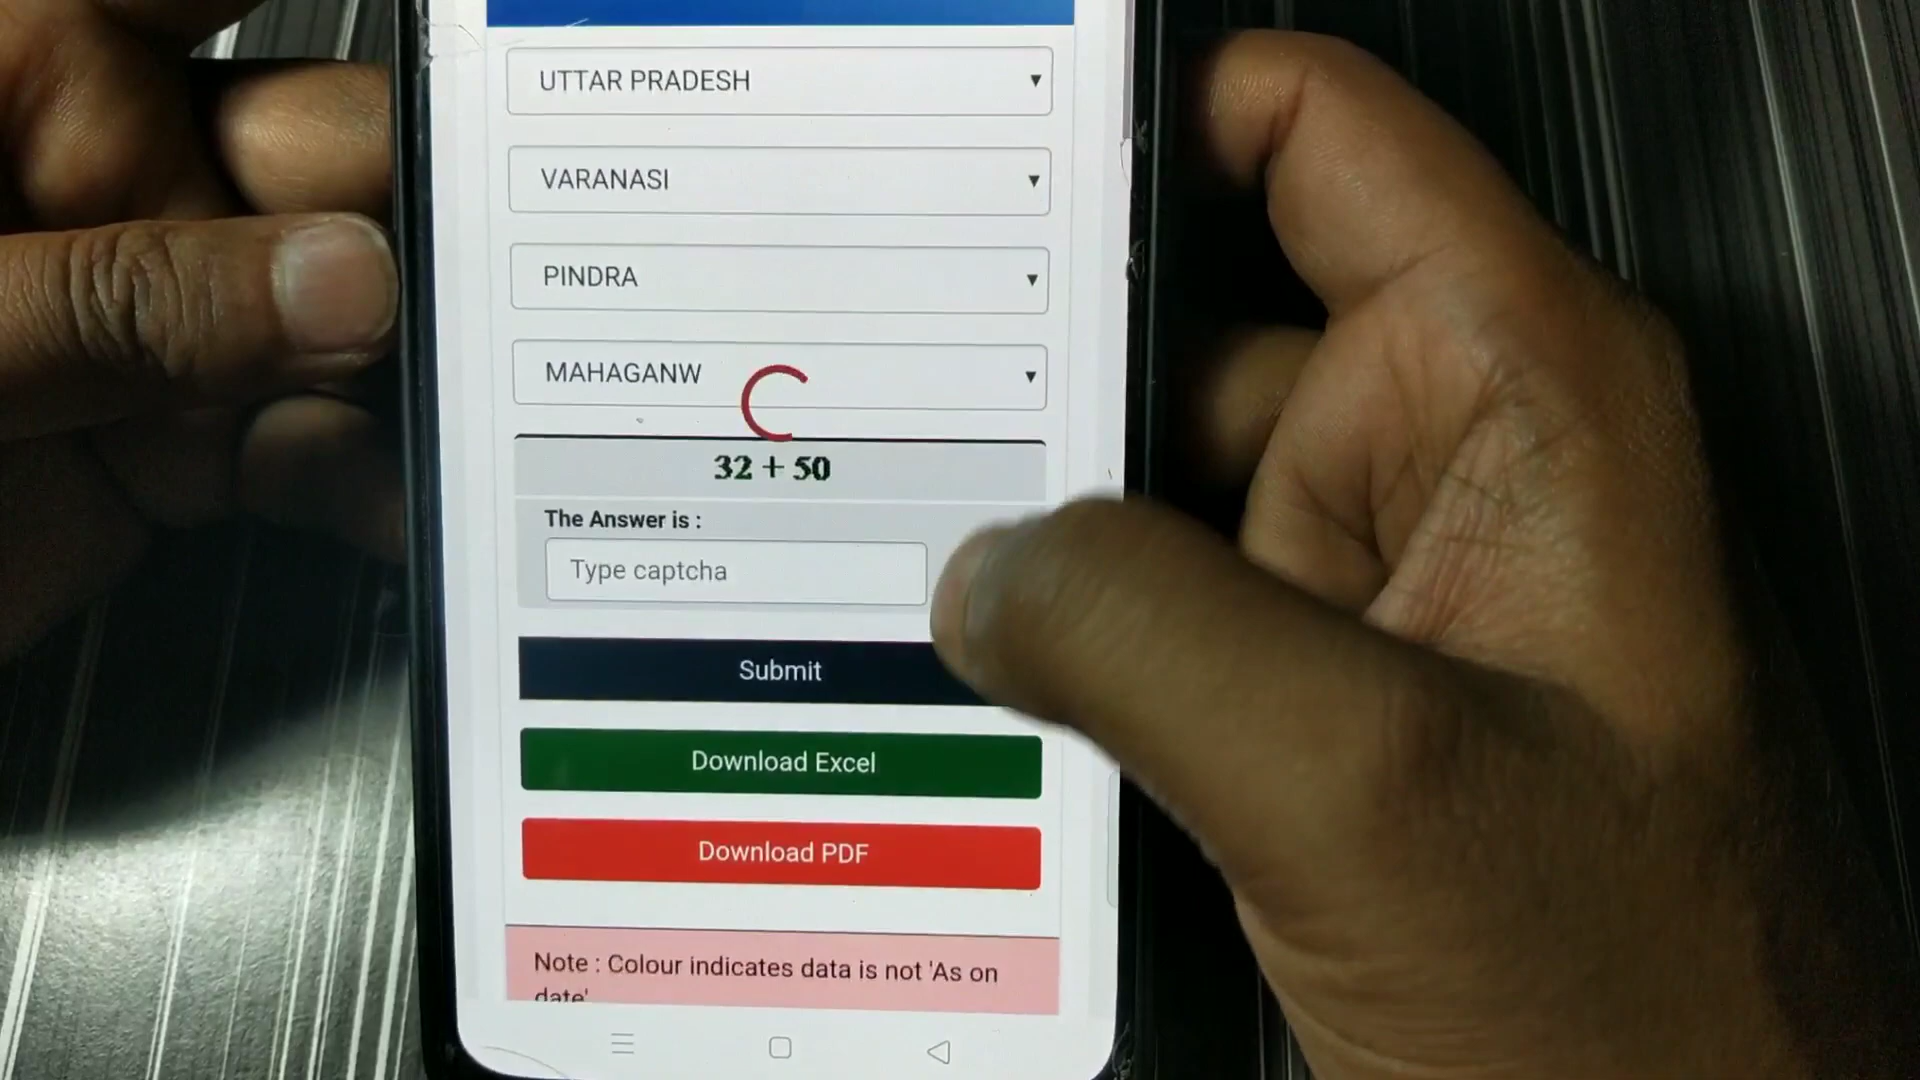 UTTAR PRADESH
VARANASI
PINDRA
MAHAGANW
32 + 50
The Answer is :
Type captcha
Submit
Download Excel
Download PDF
Note : Colour indicates data is not 'As on
date'